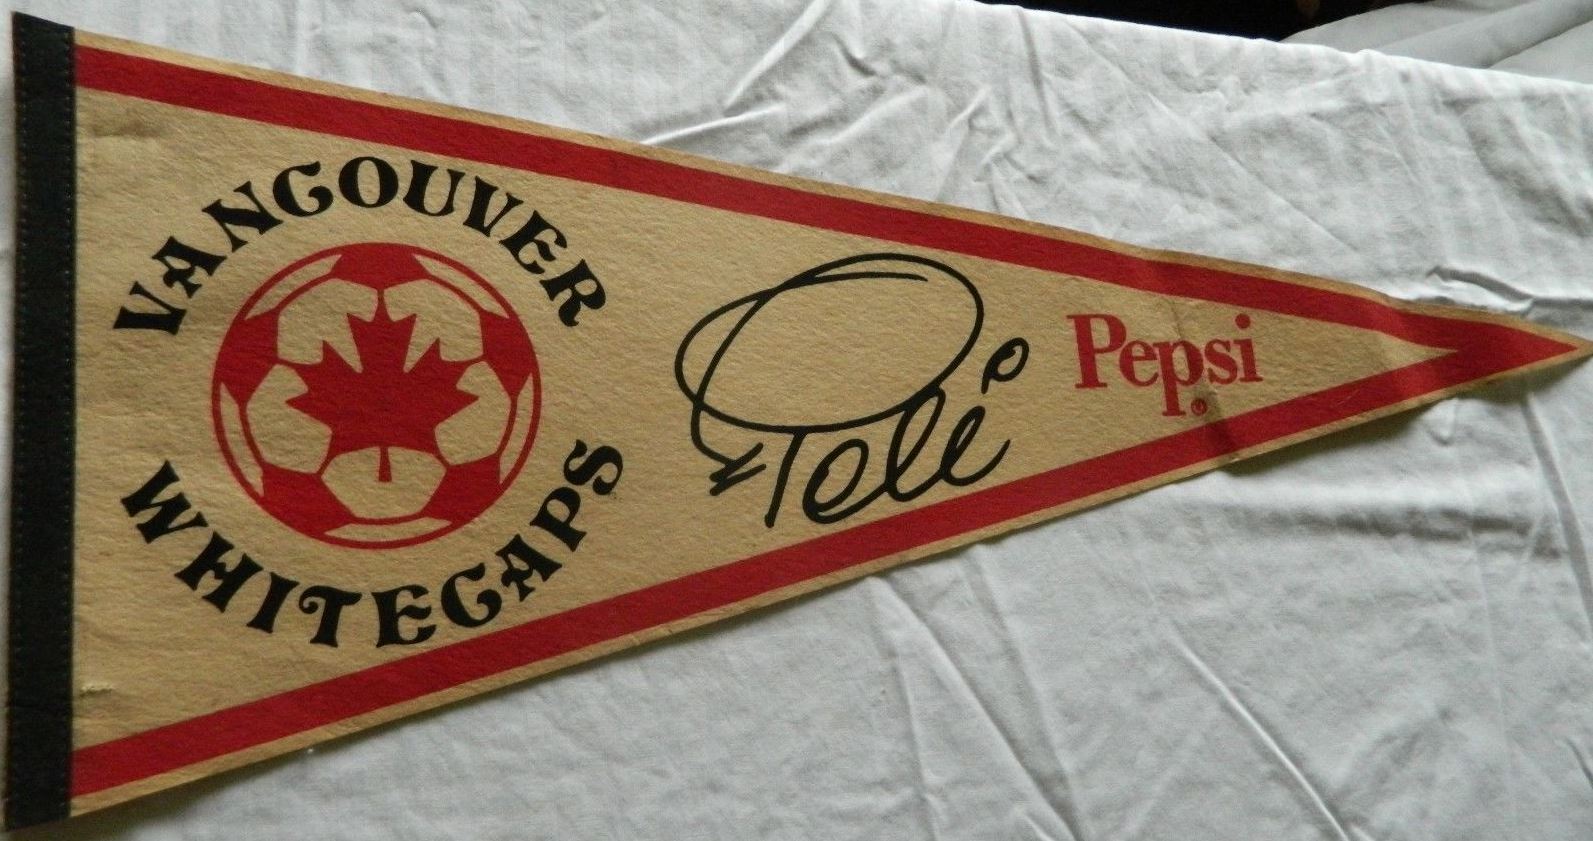 VANCOUVER
WHITECAPS
Pelé
Pepsi
®